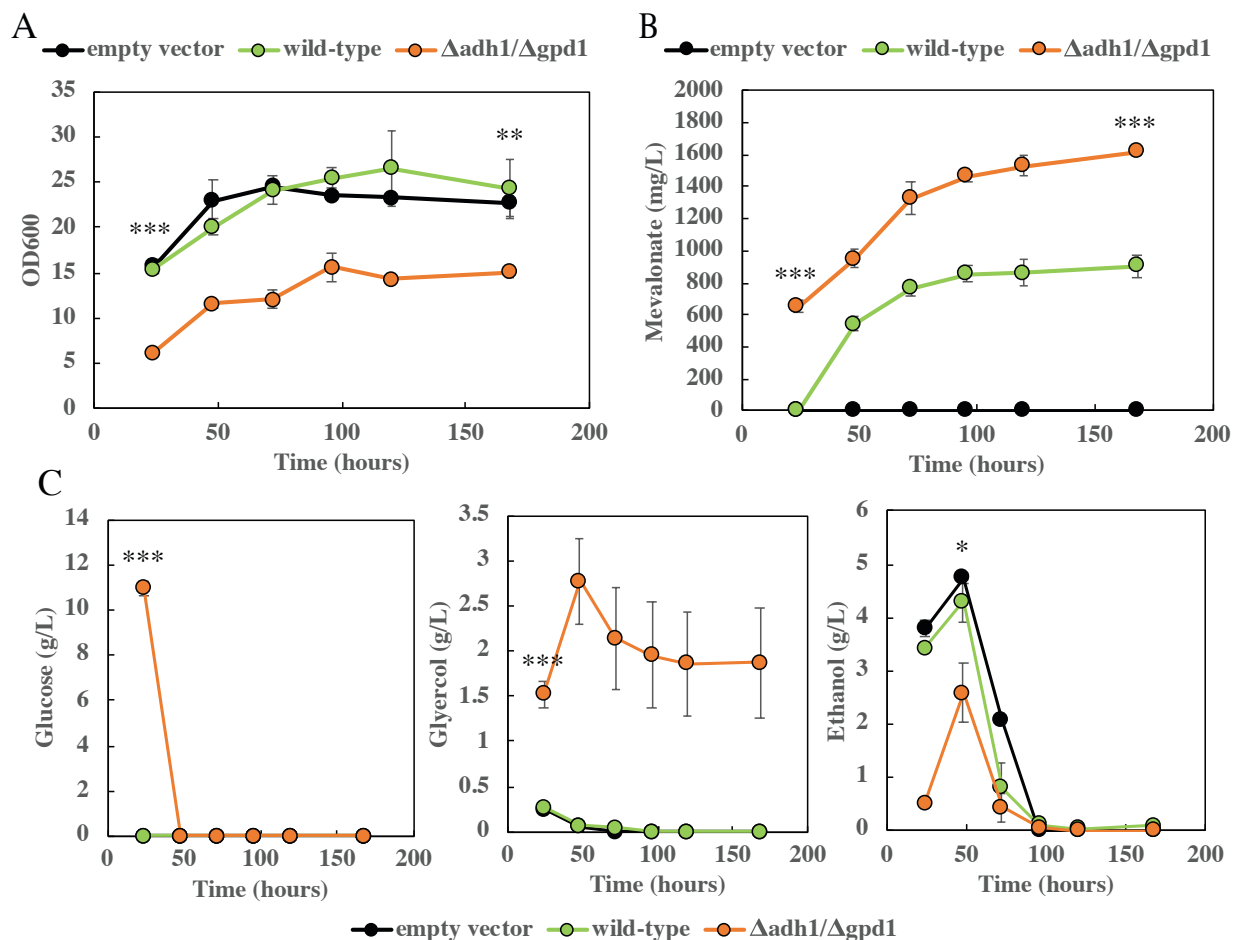 A
empty vector wild-type Δadh1/Δgpd1
35
30
25
20
15
10
5
0
OD600
***
**
0 50 100 150 200
Time (hours)
B
empty vector wild-type Δadh1/Δgpd1
2000
1800
1600
1400
1200
1000
800
600
400
200
0
Mevalonate (mg/L)
***
***
0 50 100 150 200
Time (hours)
C
14
12
10
8
6
4
2
0
Glucose (g/L)
***
0 50 100 150 200
Time (hours)
3.5
3
2.5
2
1.5
1
0.5
0
Glyercol (g/L)
***
0 50 100 150 200
Time (hours)
6
5
4
3
2
1
0
Ethanol (g/L)
*
0 50 100 150 200
Time (hours)
empty vector wild-type Δadh1/Δgpd1